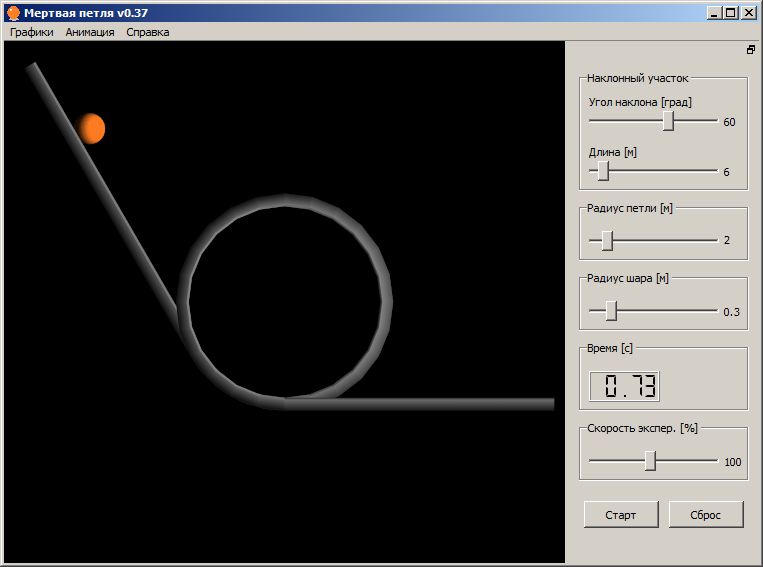 Мертвая петля v0.37
Графики Анимация Справка
Наклонный участок
Угол наклона [град]
60
Длина [м]
6
Радиус петли [м]
2
Радиус шара [м]
0.3
Время [с]
0.73
Скорость экспер. [%]
100
Старт Сброс